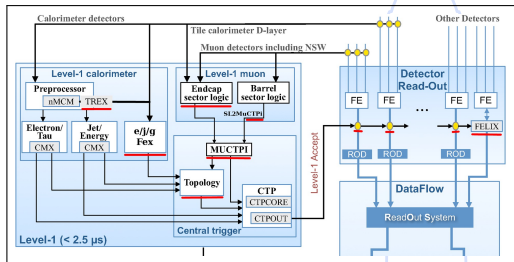 Calorimeter detectors
Tile calorimeter D-layer
Muon detectors including NSW
Other Detectors
Level-1 calorimeter
Preprocessor
nMCM
TREX
Electron/
Tau
CMX
Jet/
Energy
CMX
e/j/g
Fex
Level-1 muon
Endcap
sector logic
Barrel
sector logic
SL2MuCTPi
MUCTPI
Topology
CTP
CTPCORE
CTPOUT
Central trigger
Level-1 (< 2.5 µs)
Level-1 Accept
Detector
Read-Out
FE
FE
...
FE
FE
FELIX
ROD
ROD
ROD
DataFlow
ReadOut System